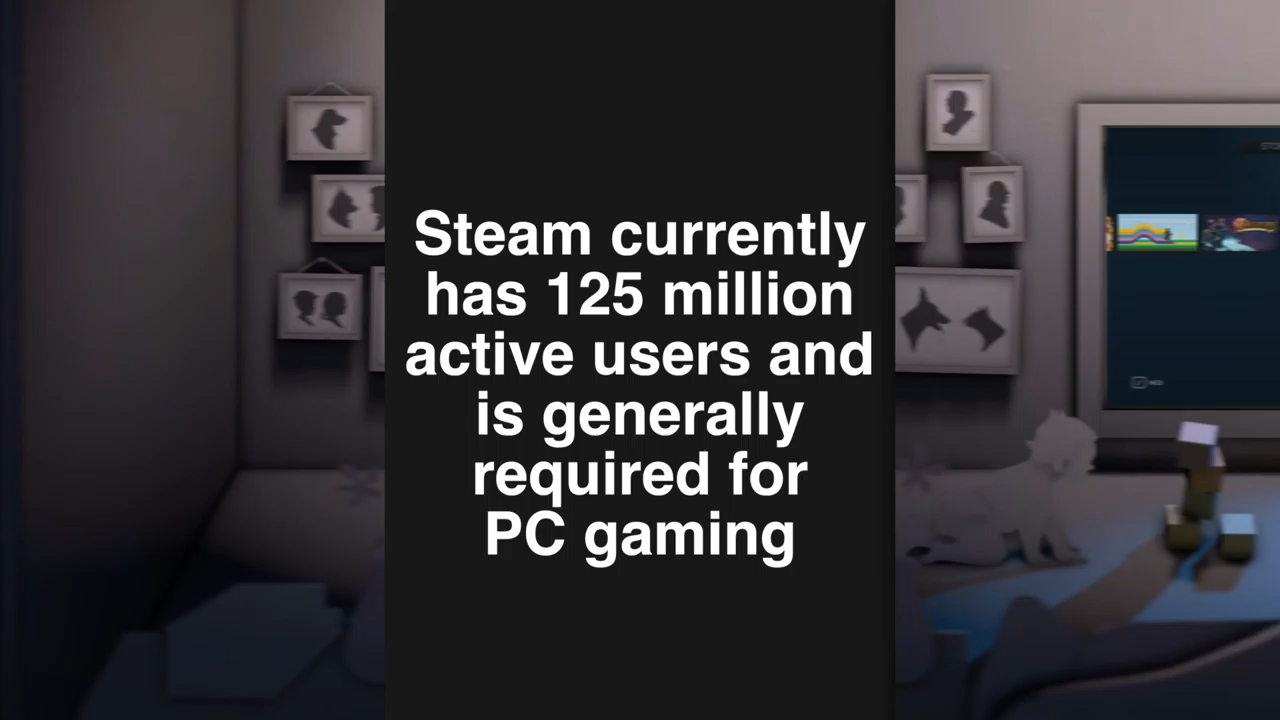 Steam currently
has 125 million
active users and
is generally
required for
PC gaming